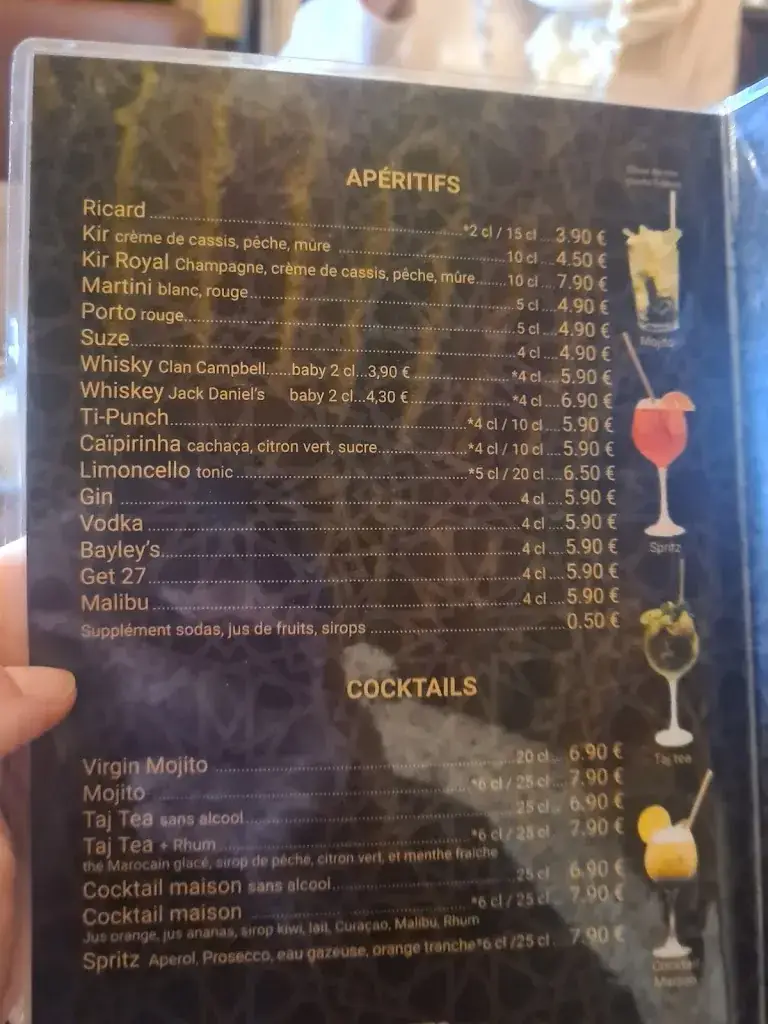 APÉRITIFS
Ricard *2 cl / 15 cl 3.90 €
Kir crème de cassis, pêche, mûre 10 cl 4.50 €
Kir Royal Champagne, crème de cassis, pêche, mûre 10 cl 7.90 €
Martini blanc, rouge 5 cl 4.90 €
Porto rouge 5 cl 4.90 €
Suze 4 cl 4.90 €
Whisky Clan Campbell baby 2 cl 3,90 € *4 cl 5.90 €
Whiskey Jack Daniel's baby 2 cl 4,30 € *4 cl 6.90 €
Ti-Punch *4 cl / 10 cl 5.90 €
Caïpirinha cachaça, citron vert, sucre *4 cl / 10 cl 5.90 €
Limoncello tonic *5 cl / 20 cl 6.50 €
Gin 4 cl 5.90 €
Vodka 4 cl 5.90 €
Bayley's 4 cl 5.90 €
Get 27 4 cl 5.90 €
Malibu 4 cl 5.90 €
Supplément sodas, jus de fruits, sirops 0.50 €
COCKTAILS
Virgin Mojito 20 cl 6.90 €
Mojito *6 cl / 25 cl 7.90 €
Taj Tea sans alcool 25 cl 6.90 €
Taj Tea + Rhum *6 cl / 25 cl 7.90 €
thé Marocain glacé, sirop de pêche, citron vert, et menthe fraîche
Cocktail maison sans alcool 25 cl 6.90 €
Cocktail maison *6 cl / 25 cl 7.90 €
Jus orange, jus ananas, sirop kiwi, lait, Curaçao, Malibu, Rhum
Spritz Aperol, Prosecco, eau gazeuse, orange tranche *6 cl /25 cl 7.90 €
Mojito
Spritz
Taj tea
Cocktail
Maison